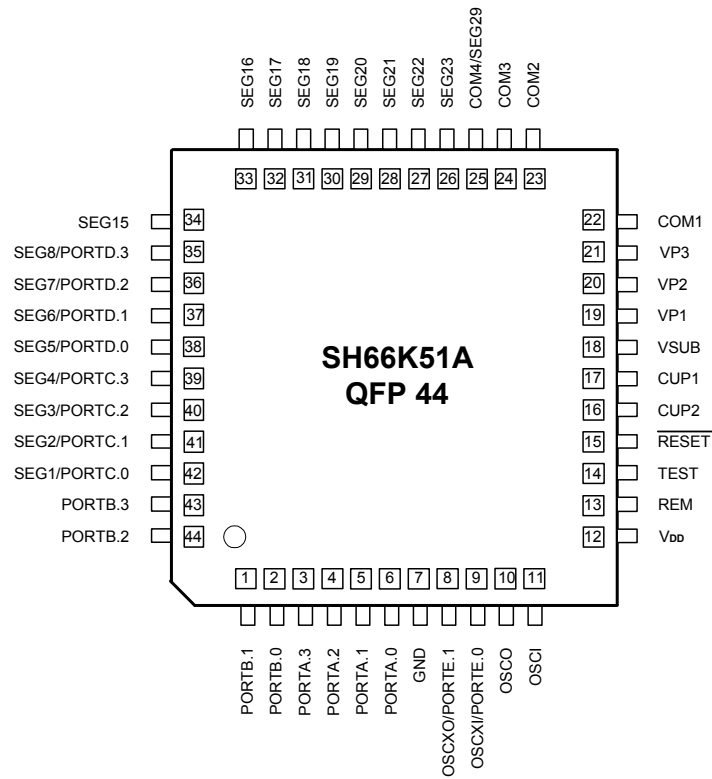 SEG16
SEG17
SEG18
SEG19
SEG20
SEG21
SEG22
SEG23
COM4/SEG29
COM3
COM2
33 32 31 30 29 28 27 26 25 24 23
SEG15 34
SEG8/PORTD.3 35
SEG7/PORTD.2 36
SEG6/PORTD.1 37
SEG5/PORTD.0 38
SEG4/PORTC.3 39
SEG3/PORTC.2 40
SEG2/PORTC.1 41
SEG1/PORTC.0 42
PORTB.3 43
PORTB.2 44
SH66K51A
QFP 44
22 COM1
21 VP3
20 VP2
19 VP1
18 VSUB
17 CUP1
16 CUP2
15 RESET
14 TEST
13 REM
12 VDD
1 2 3 4 5 6 7 8 9 10 11
PORTB.1
PORTB.0
PORTA.3
PORTA.2
PORTA.1
PORTA.0
GND
OSCXO/PORTE.1
OSCXI/PORTE.0
OSCO
OSCI